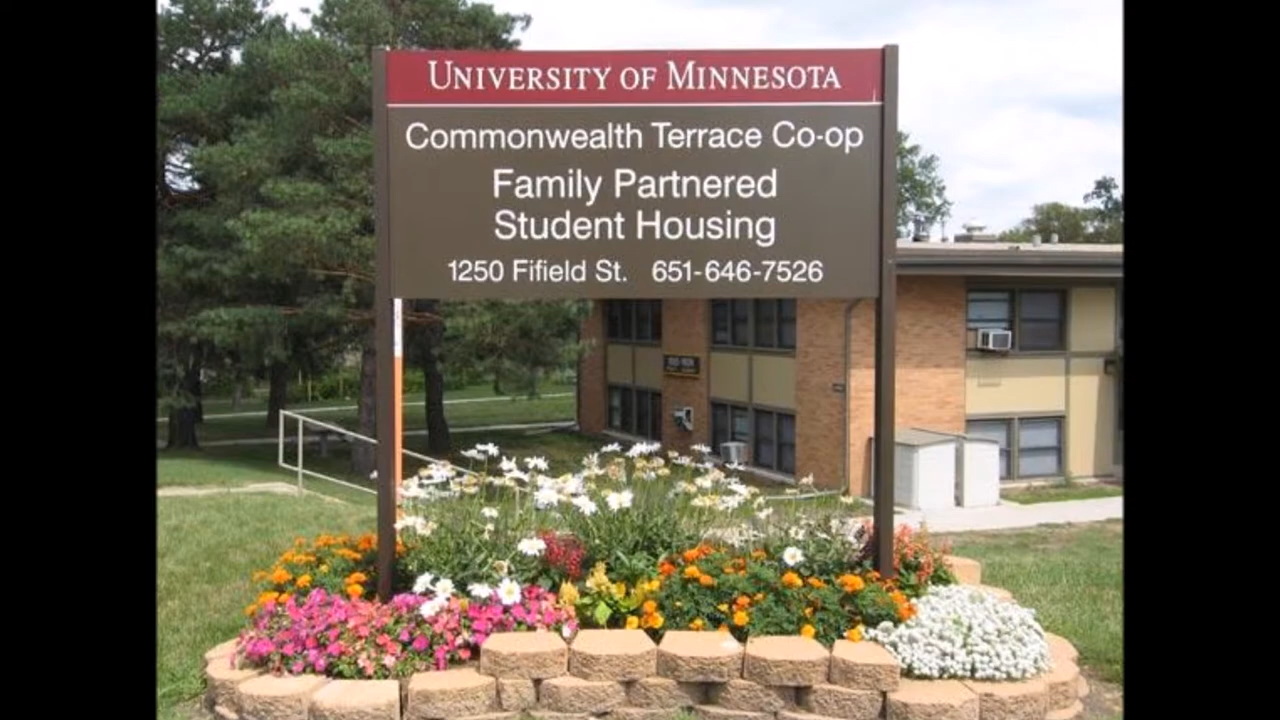 UNIVERSITY OF MINNESOTA
Commonwealth Terrace Co-op
Family Partnered
Student Housing
1250 Fifield St. 651-646-7526